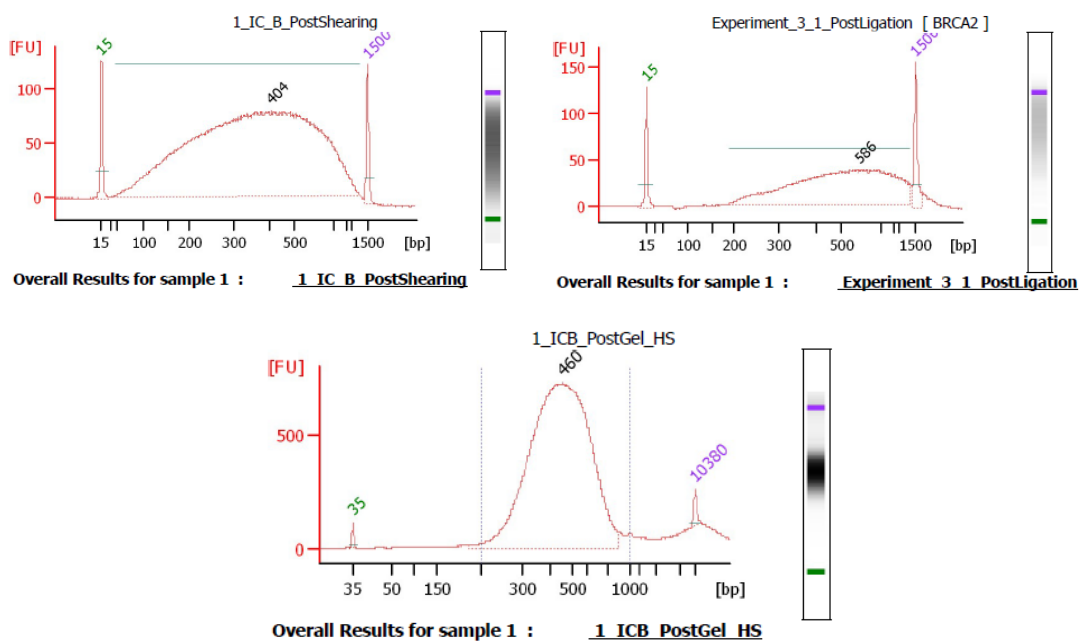 1_IC_B_PostShearing
[FU]
15
404
1500
100
50
0
15 100 200 300 500 1500 [bp]
Overall Results for sample 1 : 1_IC_B_PostShearing
Experiment_3_1_PostLigation [ BRCA2 ]
[FU]
15
586
150
100
50
0
15 100 200 300 500 1500 [bp]
Overall Results for sample 1 : Experiment_3_1_PostLigation
1_ICB_PostGel_HS
[FU]
35
460
10380
500
0
35 50 150 300 500 1000 [bp]
Overall Results for sample 1 : 1_ICB_PostGel_HS